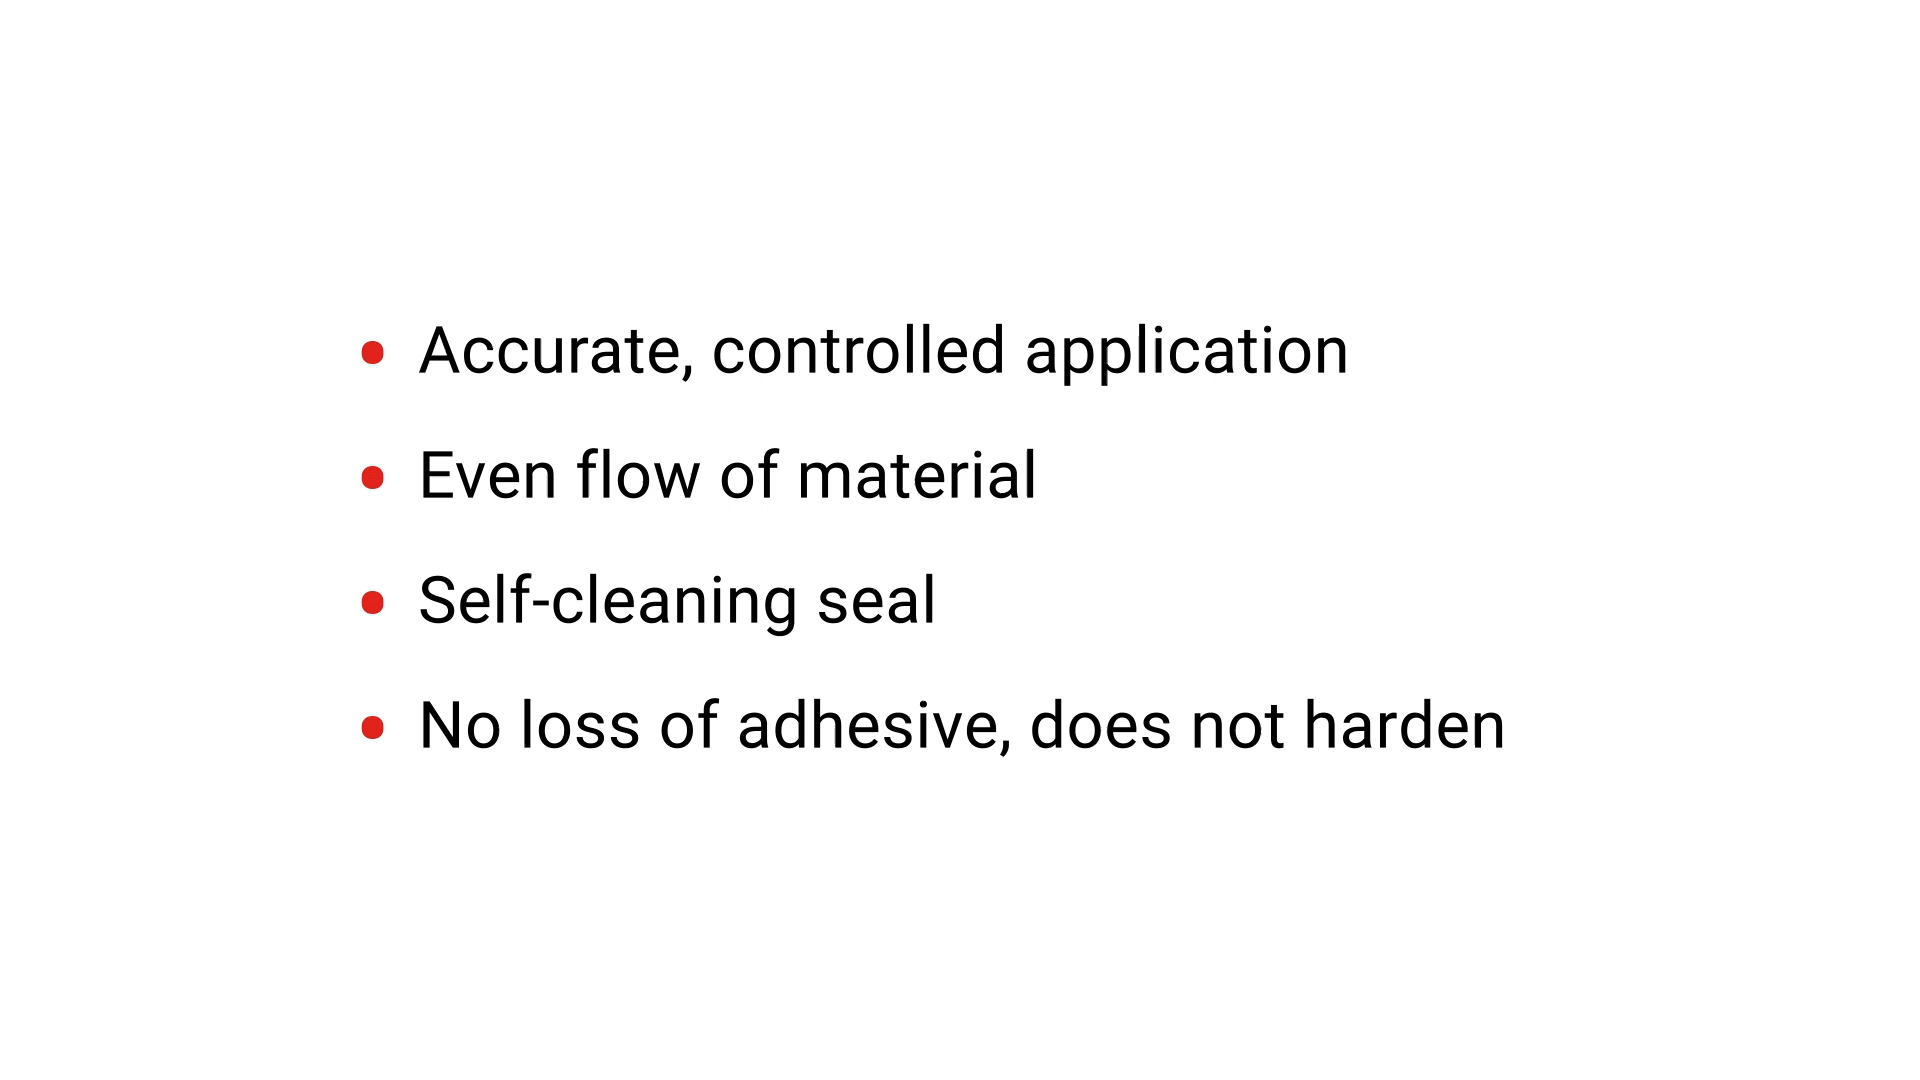 • Accurate, controlled application
• Even flow of material
• Self-cleaning seal
• No loss of adhesive, does not harden